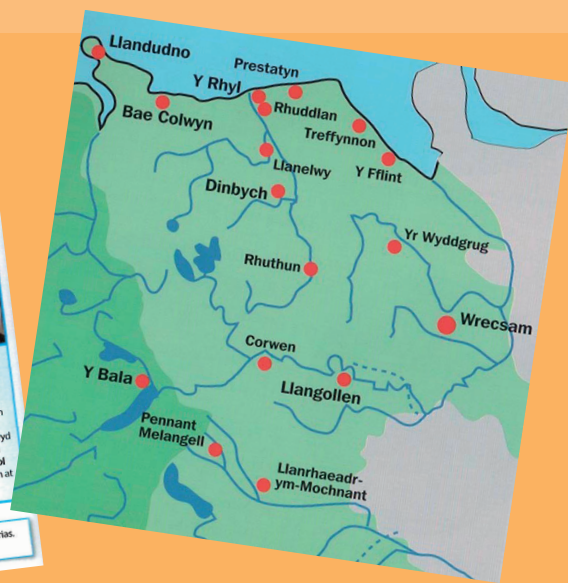 Llandudno
Prestatyn
Y Rhyl
Rhuddlan
Bae Colwyn
Treffynnon
Llanelwy
Y Fflint
Dinbych
Yr Wyddgrug
Rhuthun
Wrecsam
Corwen
Y Bala
Llangollen
Pennant
Melangell
Llanrhaeadr-
ym-Mochnant